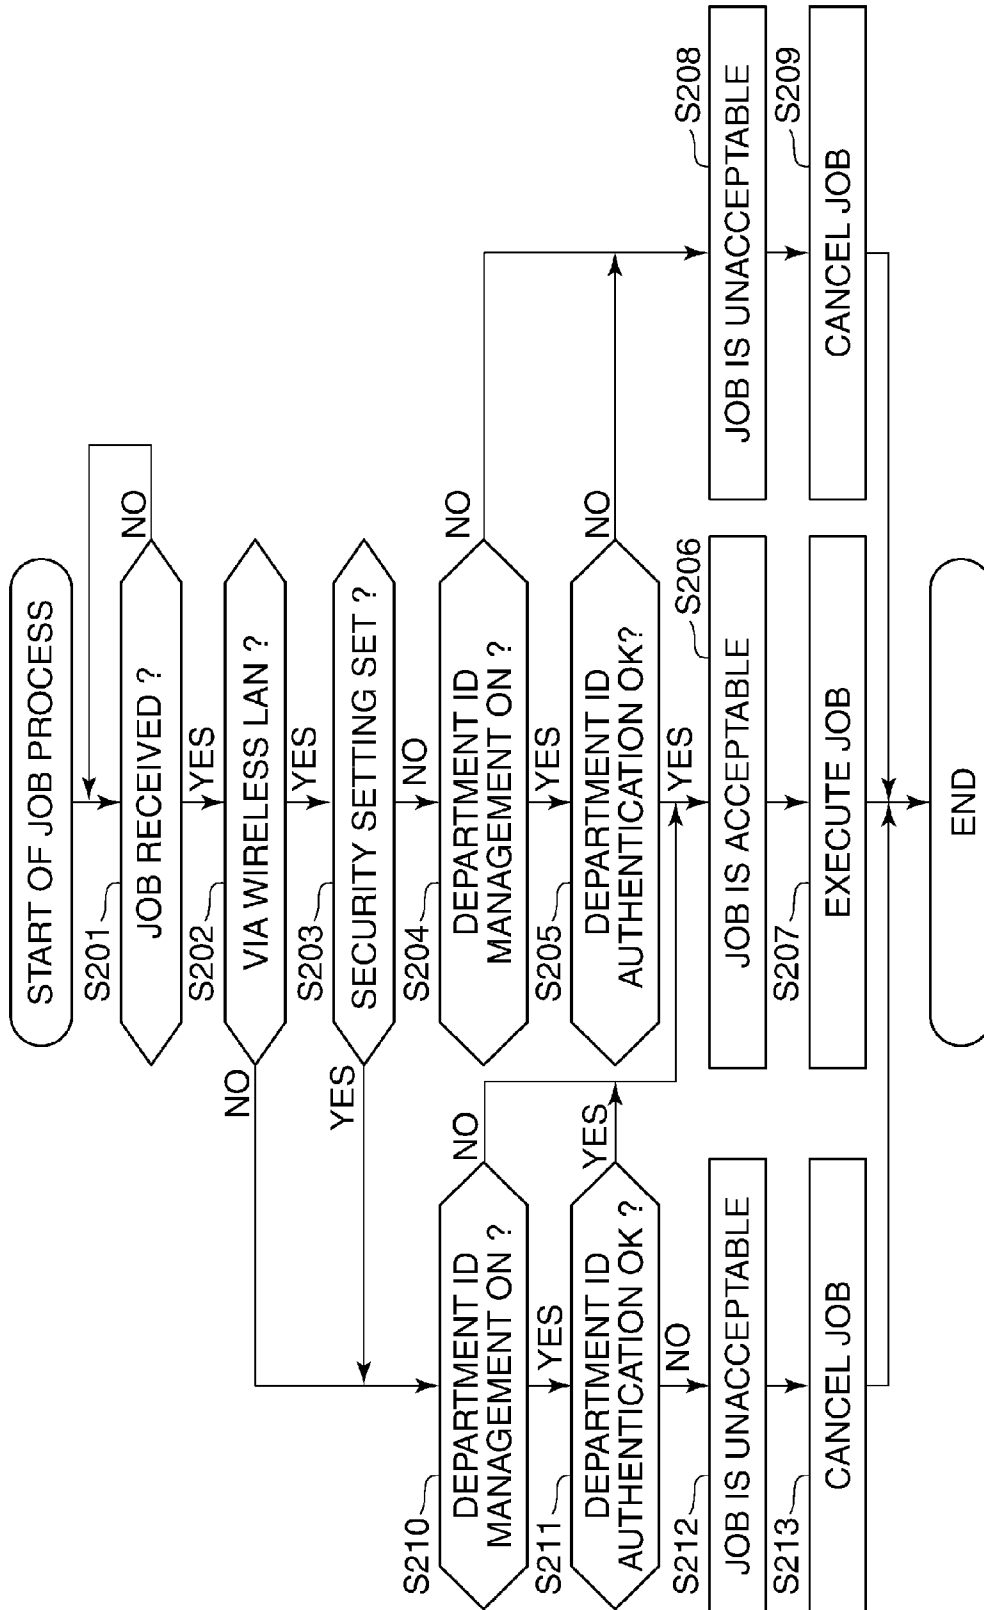 START OF JOB PROCESS
S201
JOB RECEIVED ?
NO
YES
S202
VIA WIRELESS LAN ?
NO
YES
S203
SECURITY SETTING SET ?
YES
NO
S204
DEPARTMENT ID
MANAGEMENT ON ?
NO
YES
S205
DEPARTMENT ID
AUTHENTICATION OK?
NO
YES
S206
JOB IS ACCEPTABLE
S207
EXECUTE JOB
S208
JOB IS UNACCEPTABLE
S209
CANCEL JOB
S210
DEPARTMENT ID
MANAGEMENT ON ?
NO
YES
S211
DEPARTMENT ID
AUTHENTICATION OK ?
YES
NO
S212
JOB IS UNACCEPTABLE
S213
CANCEL JOB
END